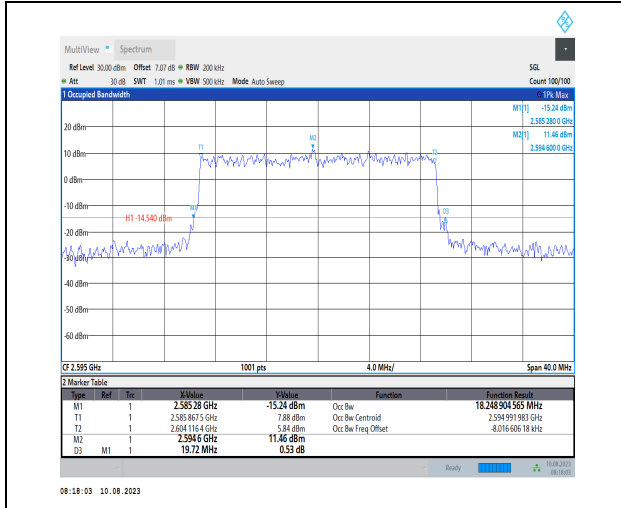 MultiView Spectrum
Ref Level 30.00 dBm Offset 7.07 dB RBW 200 kHz SGL
Att 30 dB SWT 1.01 ms VBW 500 kHz Mode Auto Sweep Count 100/100
1 Occupied Bandwidth 1Pk Max
M1[1] -15.24 dBm
2.585 280 0 GHz
M2[1] 11.46 dBm
2.594 600 0 GHz
20 dBm
M2
T1
T2
10 dBm
0 dBm
M1
-10 dBm
D3
H1 -14.540 dBm
-20 dBm
-30 dBm
-40 dBm
-50 dBm
-60 dBm
CF 2.595 GHz 1001 pts 4.0 MHz/ Span 40.0 MHz
2 Marker Table
Type Ref Trc X-Value Y-Value Function Function Result
M1 1 2.585 28 GHz -15.24 dBm Occ Bw 18.248 904 565 MHz
T1 1 2.585 867 5 GHz 7.88 dBm Occ Bw Centroid 2.594 991 983 GHz
T2 1 2.604 116 4 GHz 5.84 dBm Occ Bw Freq Offset -8.016 606 18 kHz
M2 1 2.594 6 GHz 11.46 dBm
D3 M1 1 19.72 MHz 0.53 dB
Ready 10.08.2023
08:18:03
08:18:03 10.08.2023